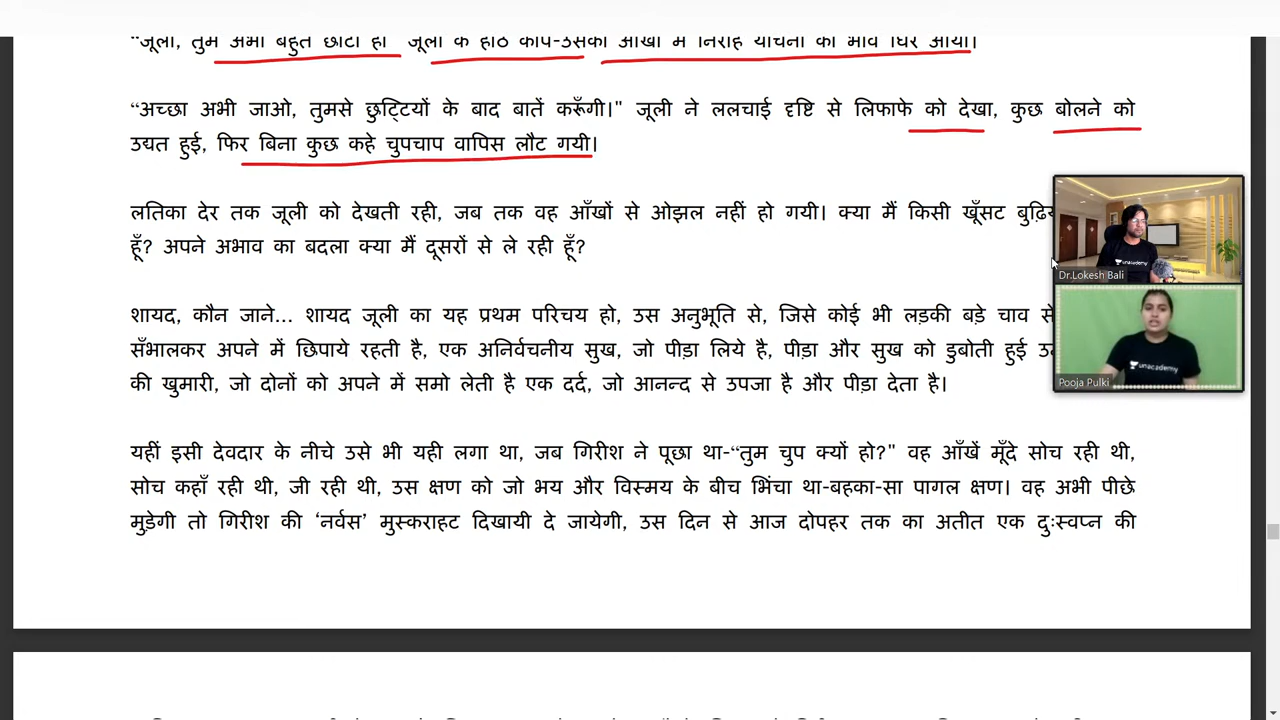 "जूली, तुम अभी बहुत छोटी हो" जूली के होंठ काँपे-उसकी आँखों में निरीह याचना का भाव घिर आया।
“अच्छा अभी जाओ, तुमसे छुट्टियों के बाद बातें करूँगी।" जूली ने ललचाई दृष्टि से लिफाफे को देखा, कुछ बोलने को
उद्यत हुई, फिर बिना कुछ कहे चुपचाप वापिस लौट गयी।
लतिका देर तक जूली को देखती रही, जब तक वह आँखों से ओझल नहीं हो गयी। क्या मैं किसी खूँसट
हूँ? अपने अभाव का बदला क्या मैं दूसरों से ले रही हूँ?
शायद, कौन जाने... शायद जूली का यह प्रथम परिचय हो, उस अनुभूति से, जिसे कोई भी लड़की बड़े चाव से
सँभालकर अपने में छिपाये रहती है, एक अनिर्वचनीय सुख, जो पीड़ा लिये है, पीड़ा और सुख को डुबोती हुई
की खुमारी, जो दोनों को अपने में समो लेती है एक दर्द, जो आनन्द से उपजा है और पीड़ा देता है।
यहीं इसी देवदार के नीचे उसे भी यही लगा था, जब गिरीश ने पूछा था-“तुम चुप क्यों हो?" वह आँखें मूँदे सोच रही थी,
सोच कहाँ रही थी, जी रही थी, उस क्षण को जो भय और विस्मय के बीच भिंचा था-बहका-सा पागल क्षण। वह अभी पीछे
मुड़ेगी तो गिरीश की ‘नर्वस’ मुस्कराहट दिखायी दे जायेगी, उस दिन से आज दोपहर तक का अतीत एक दुःस्वप्न की
unacademy
Dr.Lokesh Bali
unacademy
Pooja Pulki